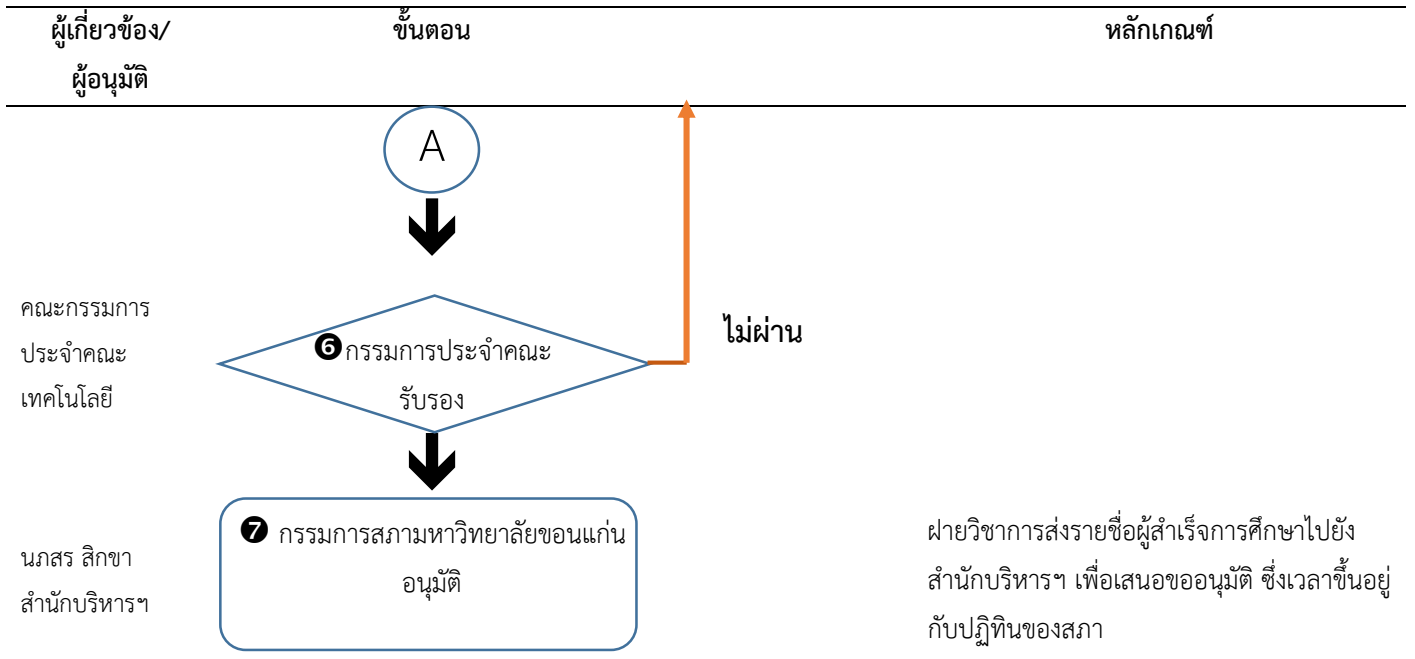 ผู้เกี่ยวข้อง/
ผู้อนุมัติ
ขั้นตอน
หลักเกณฑ์
A
คณะกรรมการ
ประจำคณะ
เทคโนโลยี
❻กรรมการประจำคณะ
รับรอง
ไม่ผ่าน
นภสร สิกขา
สำนักบริหารฯ
❼ กรรมการสภามหาวิทยาลัยขอนแก่น
อนุมัติ
ฝ่ายวิชาการส่งรายชื่อผู้สำเร็จการศึกษาไปยัง
สำนักบริหารฯ เพื่อเสนอขออนุมัติ ซึ่งเวลาขึ้นอยู่
กับปฏิทินของสภา